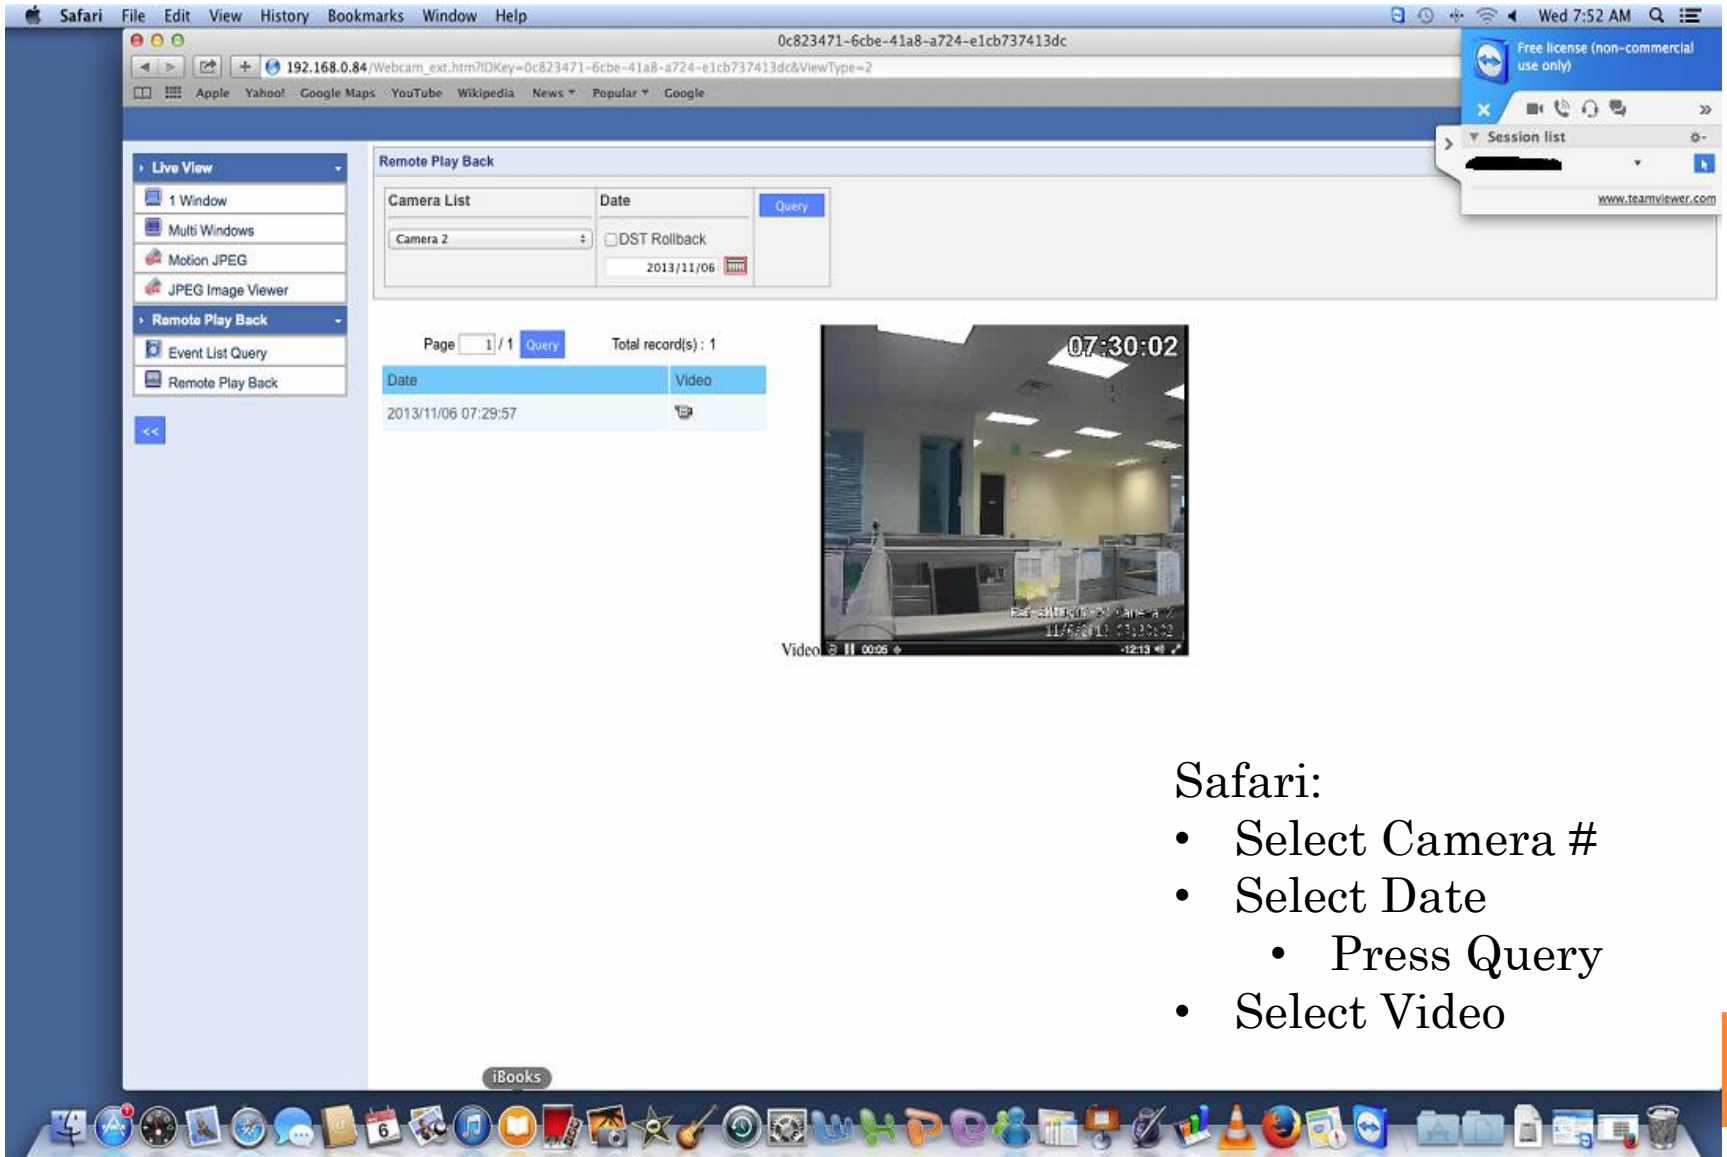 Safari File Edit View History Bookmarks Window Help
Wed 7:52 AM
0c823471-6cbe-41a8-a724-e1cb737413dc
192.168.0.84/Webcam_ext.htm?IDKey=0c823471-6cbe-41a8-a724-e1cb737413dc&ViewType=2
Apple Yahoo! Google Maps YouTube Wikipedia News Popular Google
Free license (non-commercial
use only)
Session list
www.teamviewer.com
Live View
1 Window
Multi Windows
Motion JPEG
JPEG Image Viewer
Remote Play Back
Event List Query
Remote Play Back
<<
Remote Play Back
Camera List Date Query
Camera 2 DST Rollback
2013/11/06
Page 1 / 1 Query Total record(s) : 1
Date Video
2013/11/06 07:29:57
07:30:02
Video 00:05 -12:13
Safari:
• Select Camera #
• Select Date
• Press Query
• Select Video
iBooks
6